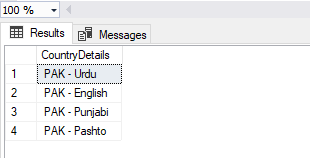 100 %
Results Messages
CountryDetails
1 PAK - Urdu
2 PAK - English
3 PAK - Punjabi
4 PAK - Pashto